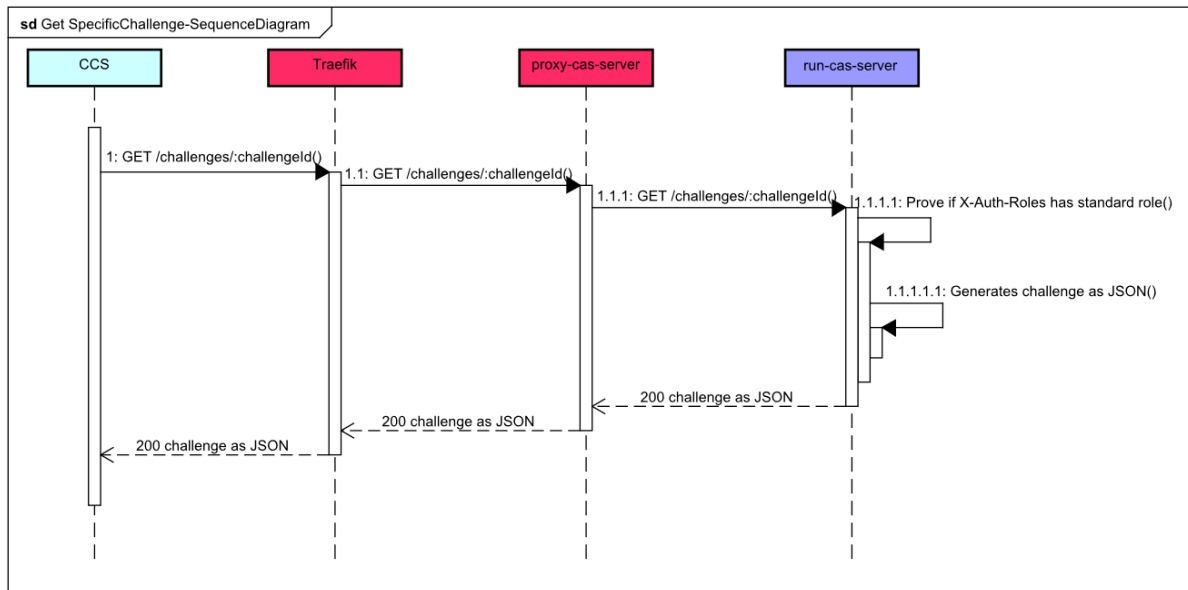 sd Get SpecificChallenge-SequenceDiagram
CCS
Traefik
proxy-cas-server
run-cas-server
1: GET /challenges/:challengeId()
1.1: GET /challenges/:challengeId()
1.1.1: GET /challenges/:challengeId()
1.1.1.1: Prove if X-Auth-Roles has standard role()
1.1.1.1.1: Generates challenge as JSON()
200 challenge as JSON
200 challenge as JSON
200 challenge as JSON